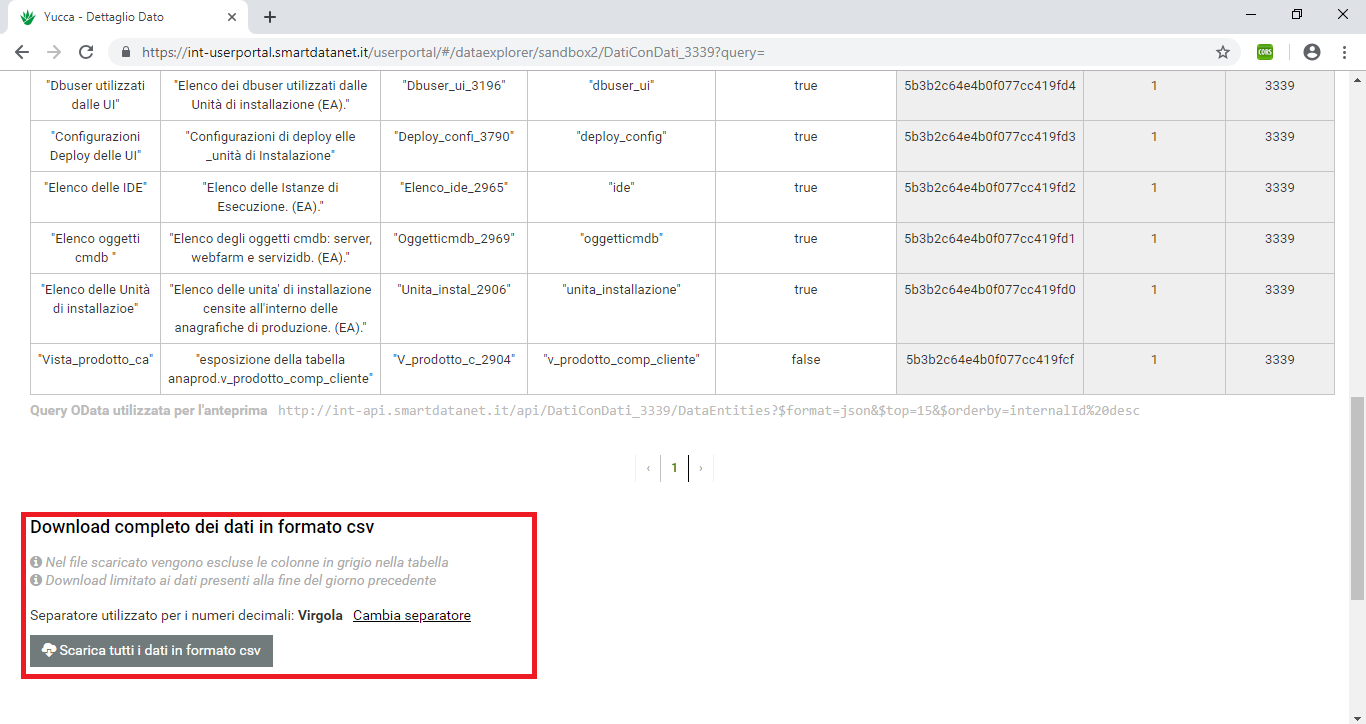 Yucca - Dettaglio Dato
https://int-userportal.smartdatanet.it/userportal/#/dataexplorer/sandbox2/DatiConDati_3339?query=
CORS
"Dbuser utilizzati "Elenco dei dbuser utilizzati dalle "Dbuser_ui_3196" "dbuser_ui" true 5b3b2c64e4b0f077cc419fd4 1 3339
dalle UI" Unità di installazione (EA)."
"Configurazioni "Configurazioni di deploy elle "Deploy_confi_3790" "deploy_config" true 5b3b2c64e4b0f077cc419fd3 1 3339
Deploy delle UI" _unità di Instalazione"
"Elenco delle IDE" "Elenco delle Istanze di "Elenco_ide_2965" "ide" true 5b3b2c64e4b0f077cc419fd2 1 3339
Esecuzione. (EA)."
"Elenco oggetti "Elenco degli oggetti cmdb: server, "Oggetticmdb_2969" "oggetticmdb" true 5b3b2c64e4b0f077cc419fd1 1 3339
cmdb " webfarm e servizidb. (EA)."
"Elenco delle Unità "Elenco delle unita' di installazione "Unita_instal_2906" "unita_installazione" true 5b3b2c64e4b0f077cc419fd0 1 3339
di installazioe" censite all'interno delle
anagrafiche di produzione. (EA)."
"Vista_prodotto_ca" "esposizione della tabella "V_prodotto_c_2904" "v_prodotto_comp_cliente" false 5b3b2c64e4b0f077cc419fcf 1 3339
anaprod.v_prodotto_comp_cliente"
Query OData utilizzata per l'anteprima http://int-api.smartdatanet.it/api/DatiConDati_3339/DataEntities?$format=json&$top=15&$orderby=internalId%20desc
‹ 1 ›
Download completo dei dati in formato csv
Nel file scaricato vengono escluse le colonne in grigio nella tabella
Download limitato ai dati presenti alla fine del giorno precedente
Separatore utilizzato per i numeri decimali: Virgola Cambia separatore
Scarica tutti i dati in formato csv